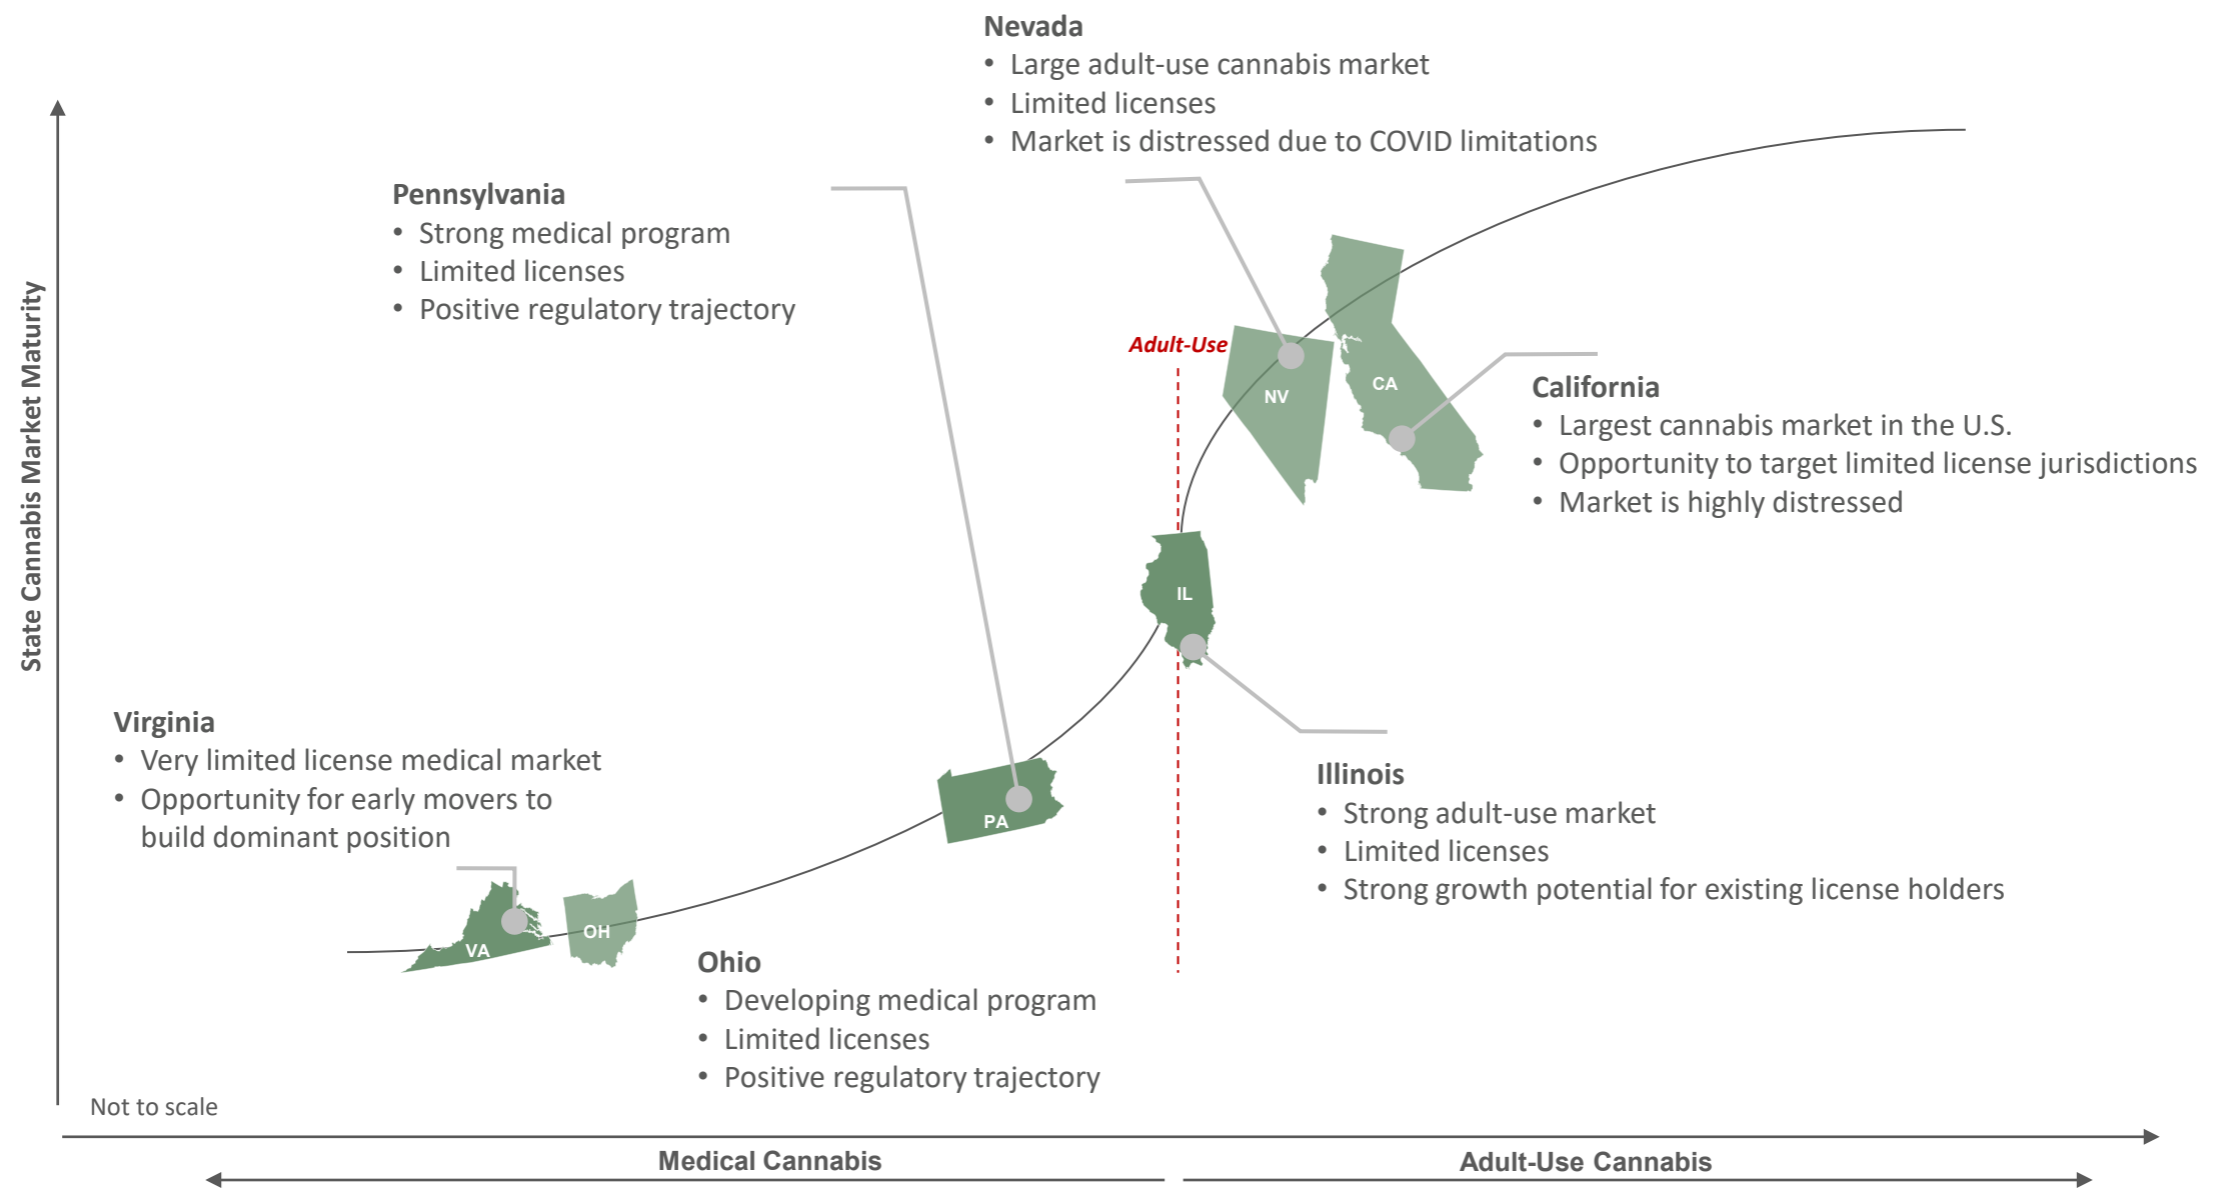 Nevada
• Large adult-use cannabis market
• Limited licenses
• Market is distressed due to COVID limitations
Pennsylvania
• Strong medical program
• Limited licenses
• Positive regulatory trajectory
State Cannabis Market Maturity
Adult-Use
NV
CA
California
• Largest cannabis market in the U.S.
• Opportunity to target limited license jurisdictions
• Market is highly distressed
IL
Virginia
• Very limited license medical market
• Opportunity for early movers to
build dominant position
PA
Illinois
• Strong adult-use market
• Limited licenses
• Strong growth potential for existing license holders
VA
OH
Ohio
• Developing medical program
• Limited licenses
• Positive regulatory trajectory
Not to scale
Medical Cannabis
Adult-Use Cannabis